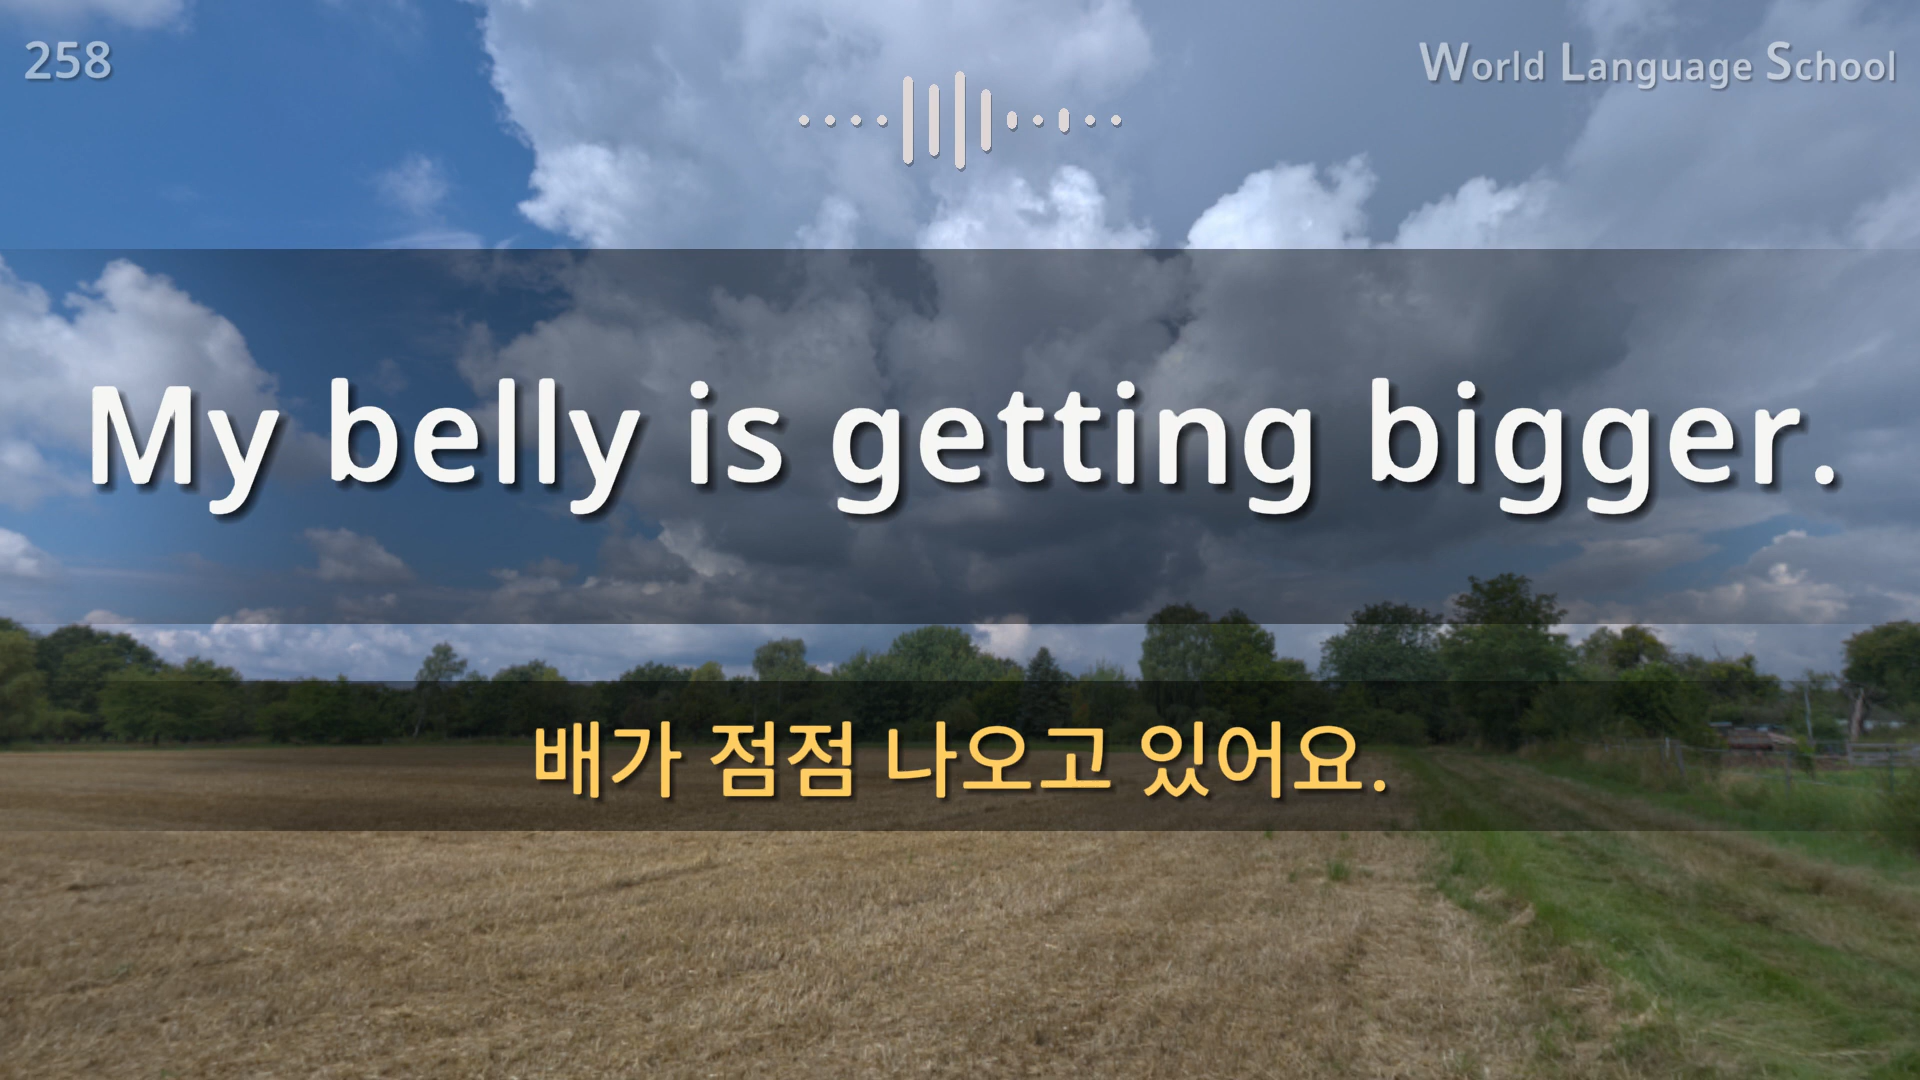 258
World Language School
My belly is getting bigger.
배가 점점 나오고 있어요.